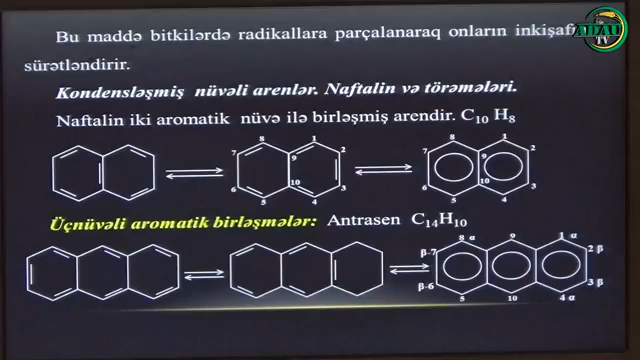 Bu maddə bitkilərdə radikallara parçalanaraq onların inkişafı
sürətləndirir.
Kondensləşmiş nüvəli arenlər. Naftalin və törəmələri.
Naftalin iki aromatik nüvə ilə birləşmiş arendir. C10 H8
8 1 7 9 2 6 10 3 5 4
8 1 7 9 2 6 10 3 5 4
Üçnüvəli aromatik birləşmələr: Antrasen C14H10
8 α 9 1 α
β-7 2 β
β-6 3 β
5 10 4 α
ADAU
TV